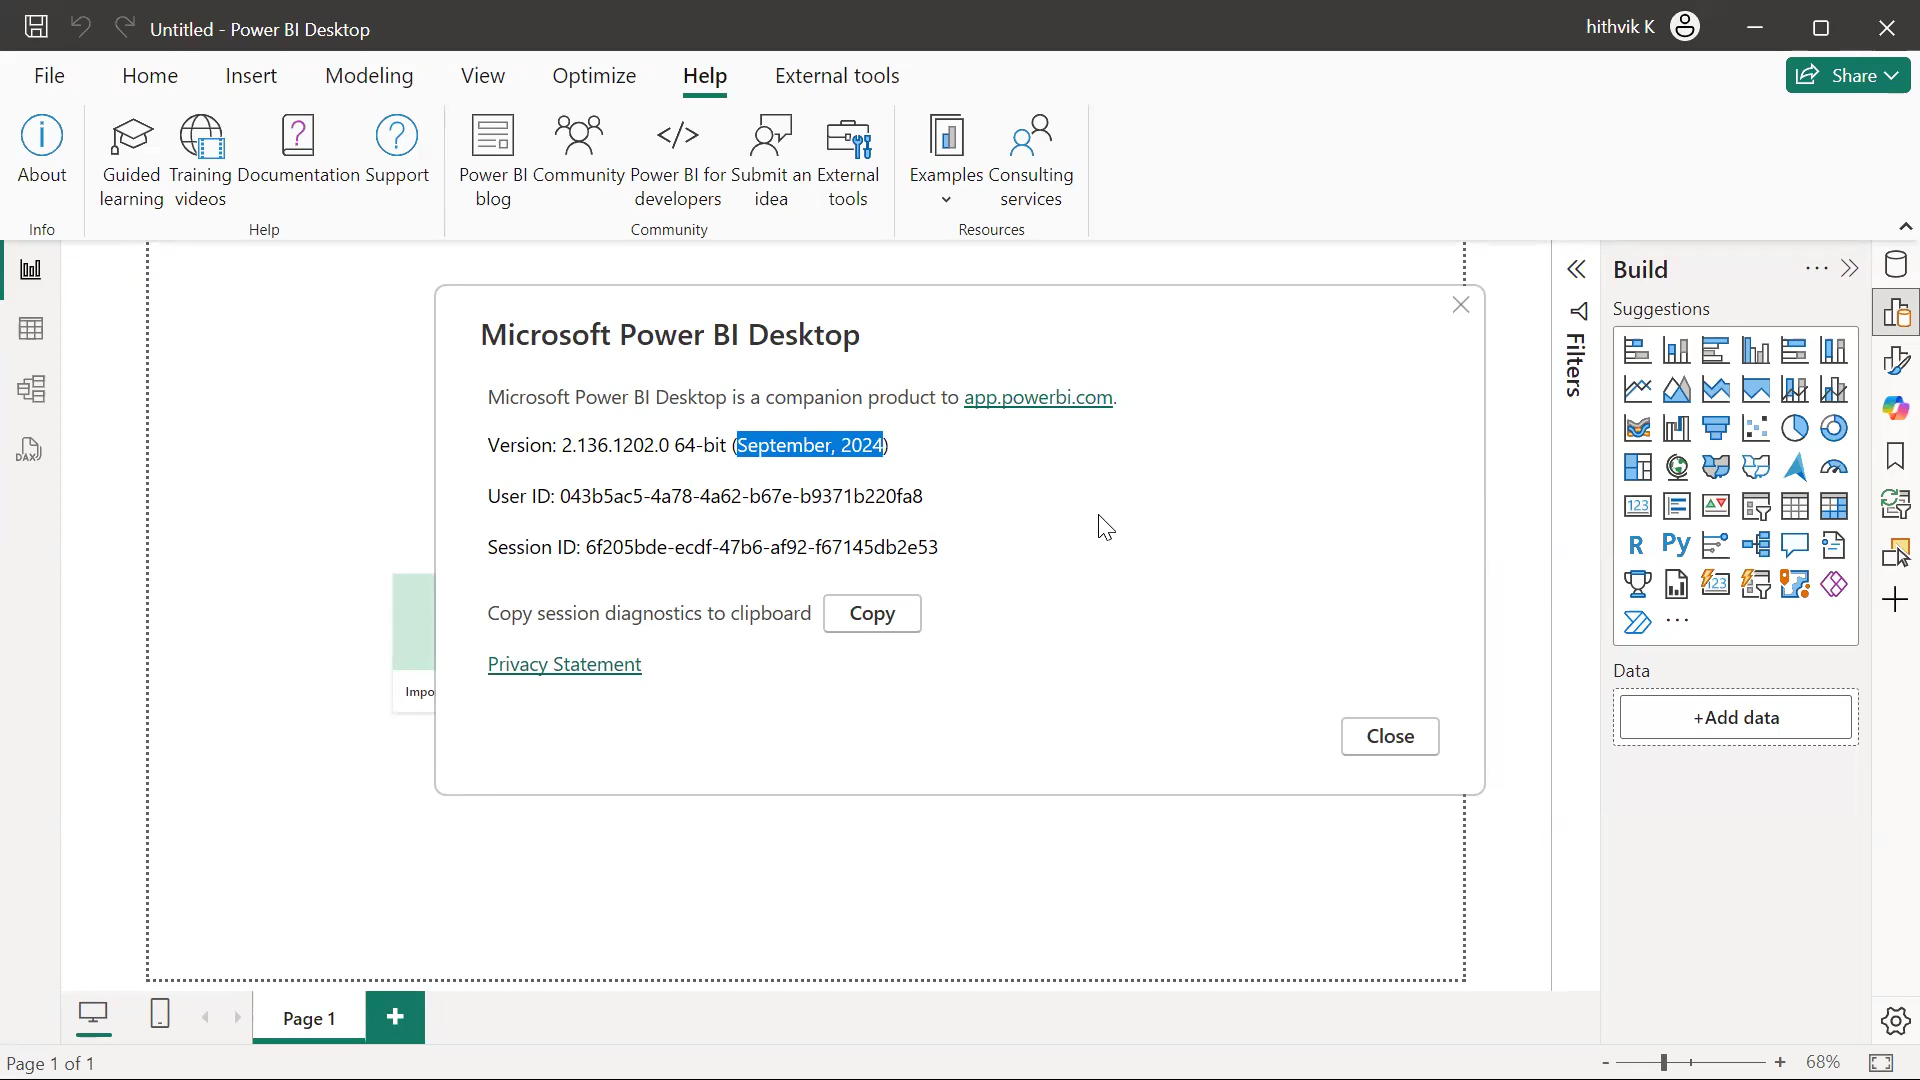 Untitled - Power BI Desktop
hithvik K
File Home Insert Modeling View Optimize Help External tools
Share
About
Guided learning
Training videos
Documentation
Support
Power BI blog
Community
Power BI for developers
Submit an idea
External tools
Examples
Consulting services
Info
Help
Community
Resources
Build
Suggestions
Filters
Microsoft Power BI Desktop
Microsoft Power BI Desktop is a companion product to app.powerbi.com.
Version: 2.136.1202.0 64-bit (September, 2024)
User ID: 043b5ac5-4a78-4a62-b67e-b9371b220fa8
Session ID: 6f205bde-ecdf-47b6-af92-f67145db2e53
Copy session diagnostics to clipboard Copy
Privacy Statement
Close
Impo
DAX
123
R Py
123
Data
+Add data
Page 1
Page 1 of 1
- + 68%